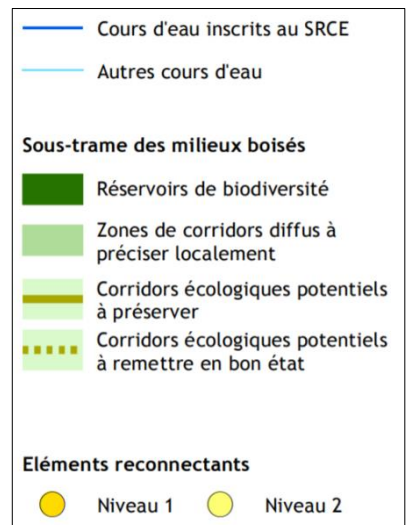 Cours d'eau inscrits au SRCE
Autres cours d'eau
Sous-trame des milieux boisés
Réservoirs de biodiversité
Zones de corridors diffus à
préciser localement
Corridors écologiques potentiels
à préserver
Corridors écologiques potentiels
à remettre en bon état
Eléments reconnectants
Niveau 1 Niveau 2